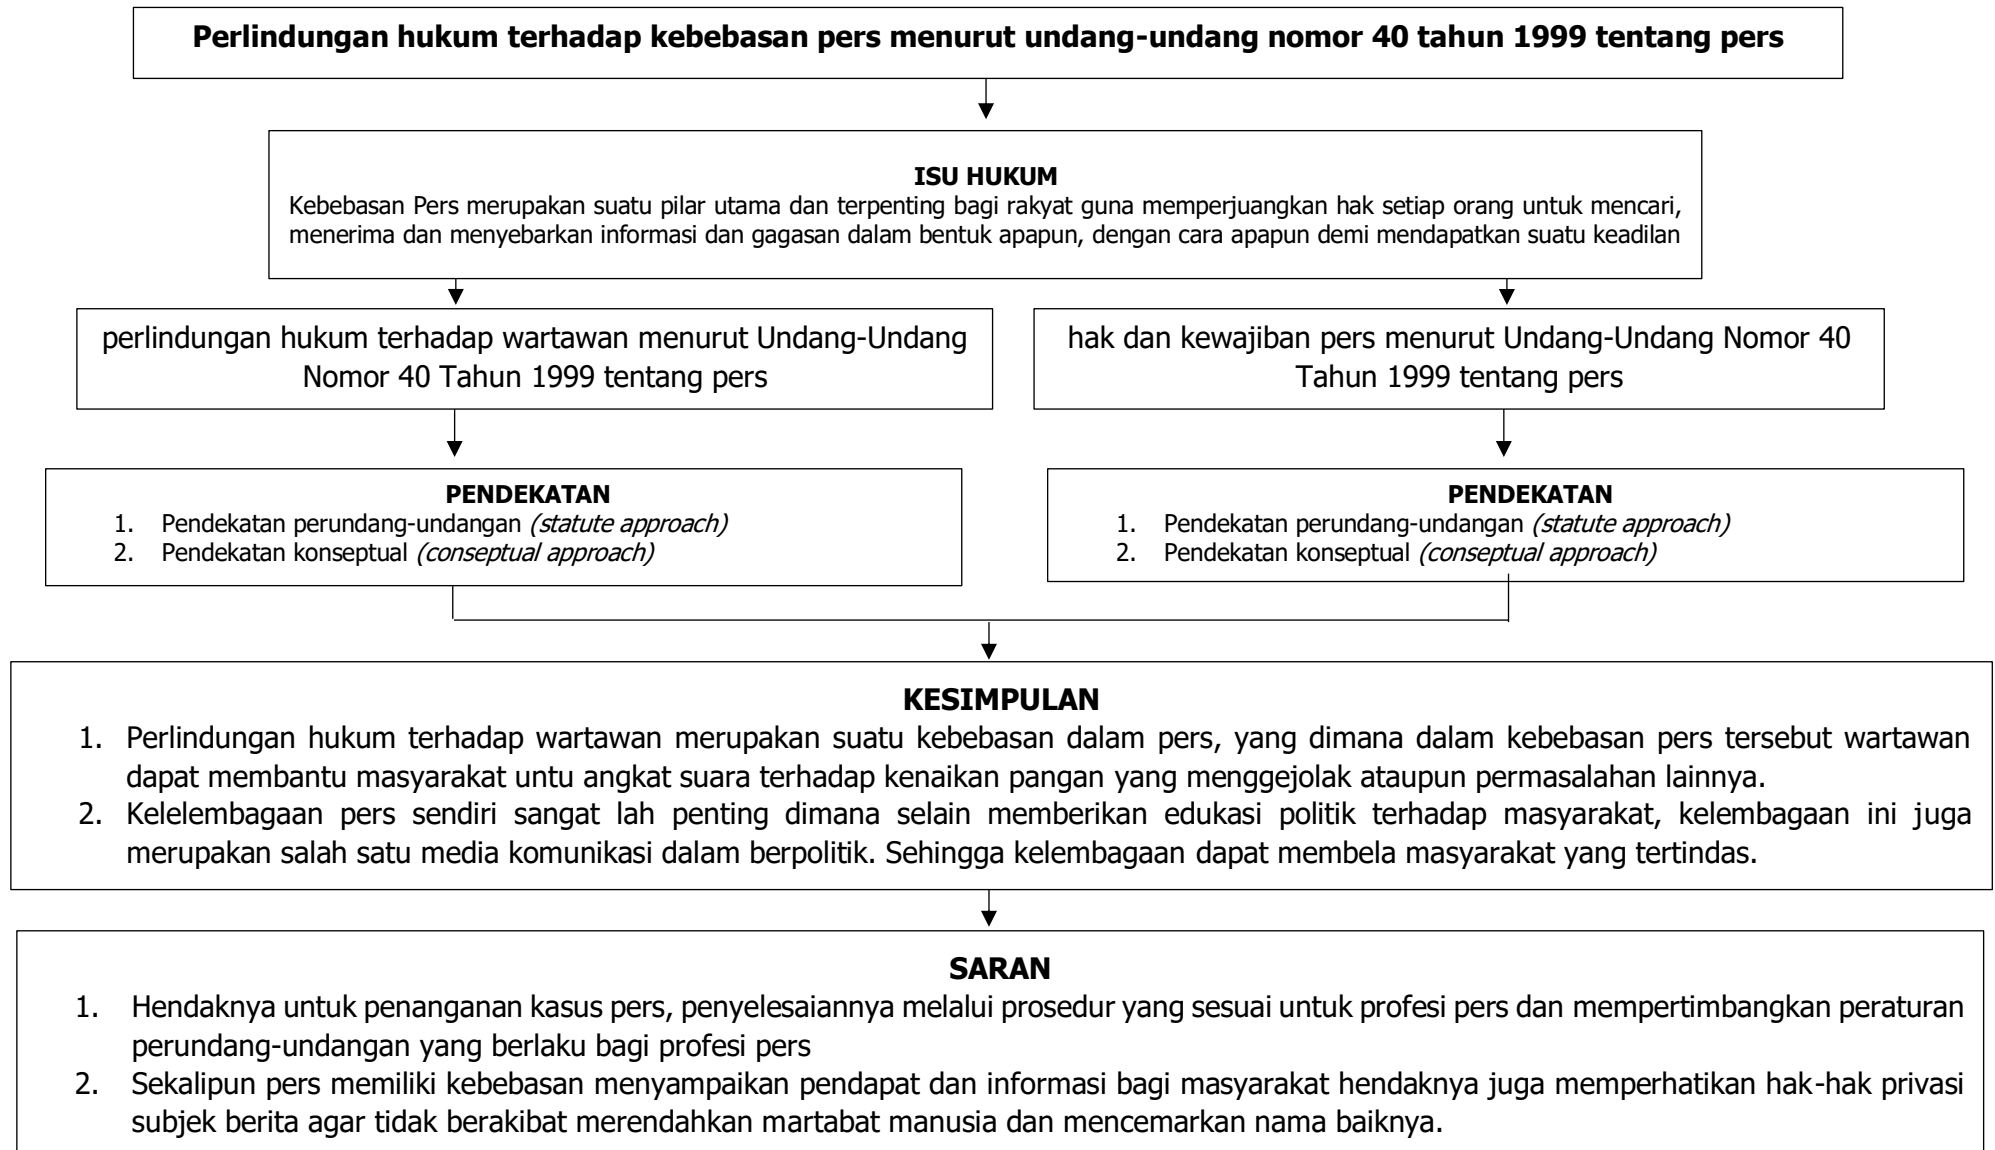 Perlindungan hukum terhadap kebebasan pers menurut undang-undang nomor 40 tahun 1999 tentang pers
ISU HUKUM
Kebebasan Pers merupakan suatu pilar utama dan terpenting bagi rakyat guna memperjuangkan hak setiap orang untuk mencari,
menerima dan menyebarkan informasi dan gagasan dalam bentuk apapun, dengan cara apapun demi mendapatkan suatu keadilan
perlindungan hukum terhadap wartawan menurut Undang-Undang
Nomor 40 Tahun 1999 tentang pers
hak dan kewajiban pers menurut Undang-Undang Nomor 40
Tahun 1999 tentang pers
PENDEKATAN
1. Pendekatan perundang-undangan (statute approach)
2. Pendekatan konseptual (conseptual approach)
PENDEKATAN
1. Pendekatan perundang-undangan (statute approach)
2. Pendekatan konseptual (conseptual approach)
KESIMPULAN
1. Perlindungan hukum terhadap wartawan merupakan suatu kebebasan dalam pers, yang dimana dalam kebebasan pers tersebut wartawan
dapat membantu masyarakat untu angkat suara terhadap kenaikan pangan yang menggejolak ataupun permasalahan lainnya.
2. Kelelembagaan pers sendiri sangat lah penting dimana selain memberikan edukasi politik terhadap masyarakat, kelembagaan ini juga
merupakan salah satu media komunikasi dalam berpolitik. Sehingga kelembagaan dapat membela masyarakat yang tertindas.
SARAN
1. Hendaknya untuk penanganan kasus pers, penyelesaiannya melalui prosedur yang sesuai untuk profesi pers dan mempertimbangkan peraturan
perundang-undangan yang berlaku bagi profesi pers
2. Sekalipun pers memiliki kebebasan menyampaikan pendapat dan informasi bagi masyarakat hendaknya juga memperhatikan hak-hak privasi
subjek berita agar tidak berakibat merendahkan martabat manusia dan mencemarkan nama baiknya.